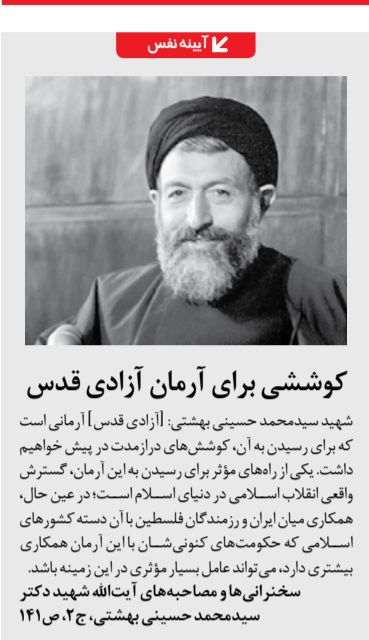 آیینه نفس
کوششی برای آرمان آزادی قدس
شهید سیدمحمد حسینی بهشتی: [آزادی قدس] آرمانی است
که برای رسیدن به آن، کوشش‌های درازمدت در پیش خواهیم
داشت. یکی از راه‌های مؤثر برای رسیدن به این آرمان، گسترش
واقعی انقلاب اسلامی در دنیای اسلام است؛ در عین حال،
همکاری میان ایران و رزمندگان فلسطین با آن دسته کشورهای
اسلامی که حکومت‌های کنونی‌شان با این آرمان همکاری
بیشتری دارد، می‌تواند عامل بسیار مؤثری در این زمینه باشد.
سخنرانی‌ها و مصاحبه‌های آیت‌الله شهید دکتر
سیدمحمد حسینی بهشتی، ج۲، ص۱۴۱